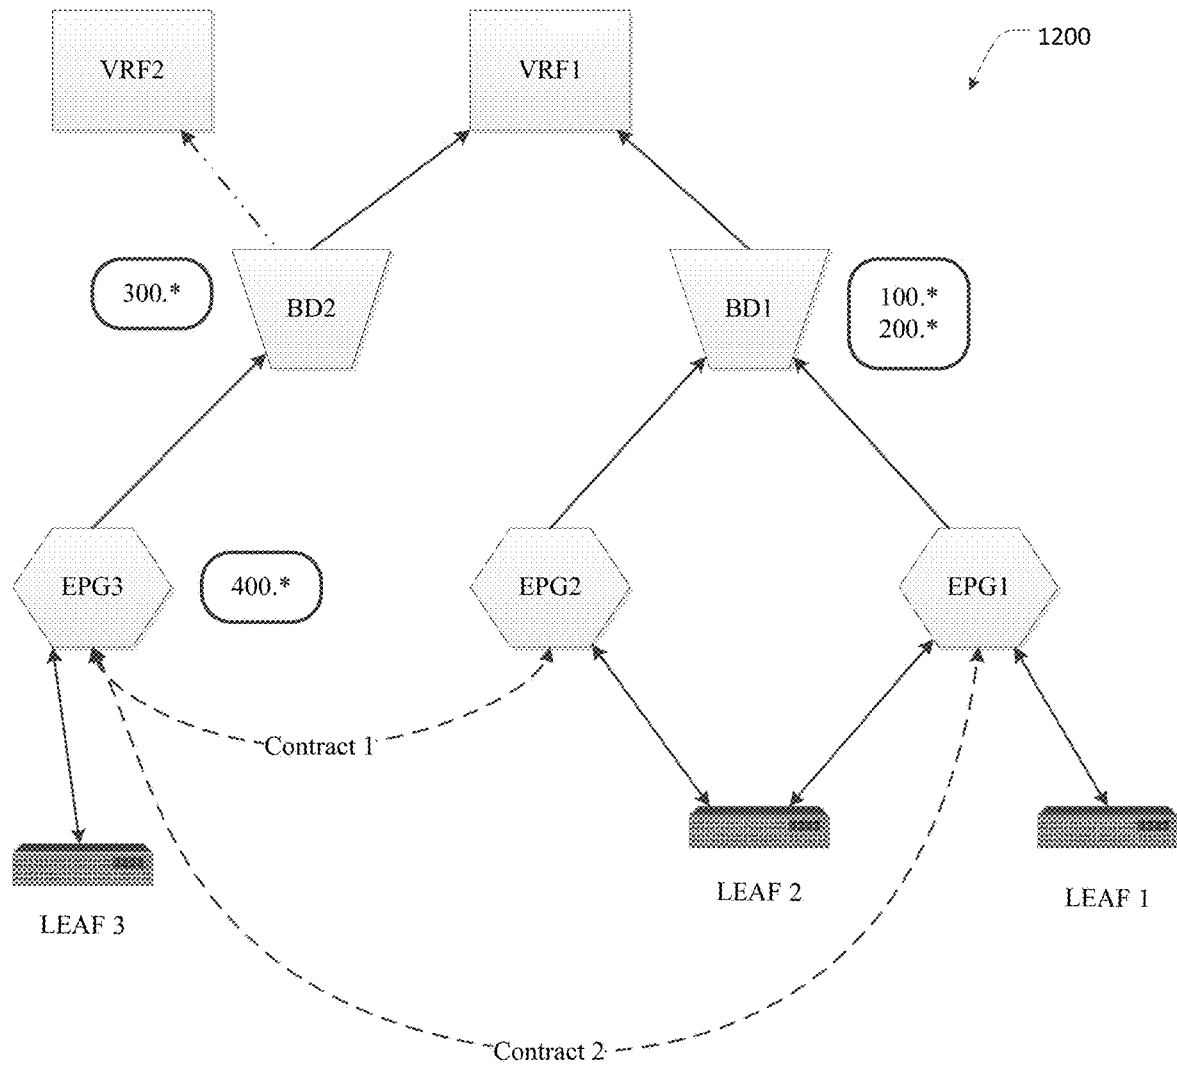 VRF2
VRF1
1200
300.*
BD2
BD1
100.*
200.*
EPG3
400.*
EPG2
EPG1
Contract 1
LEAF 3
LEAF 2
LEAF 1
Contract 2